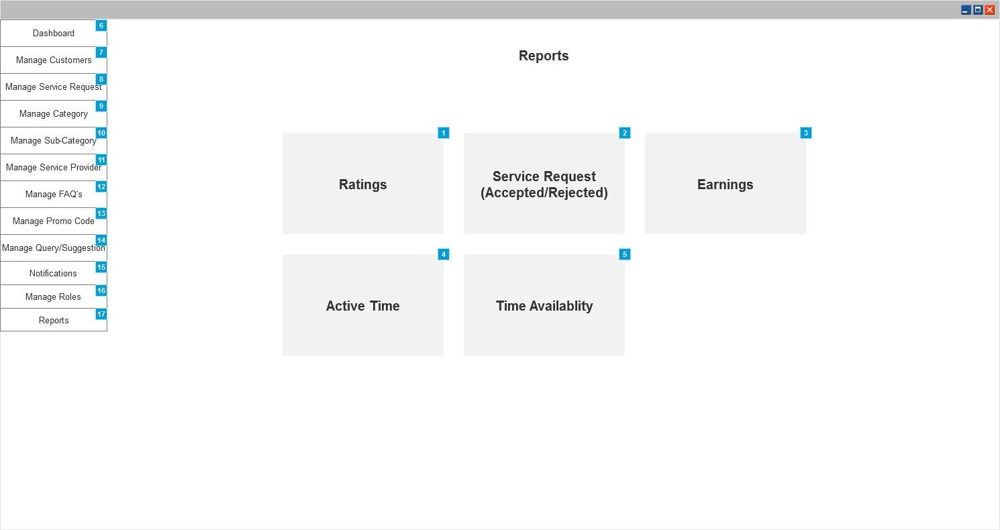 6
Dashboard
7
Manage Customers
8
Manage Service Request
9
Manage Category
10
Manage Sub-Category
11
Manage Service Provider
12
Manage FAQ's
13
Manage Promo Code
14
Manage Query/Suggestion
15
Notifications
16
Manage Roles
17
Reports
Reports
1
Ratings
2
Service Request
(Accepted/Rejected)
3
Earnings
4
Active Time
5
Time Availablity